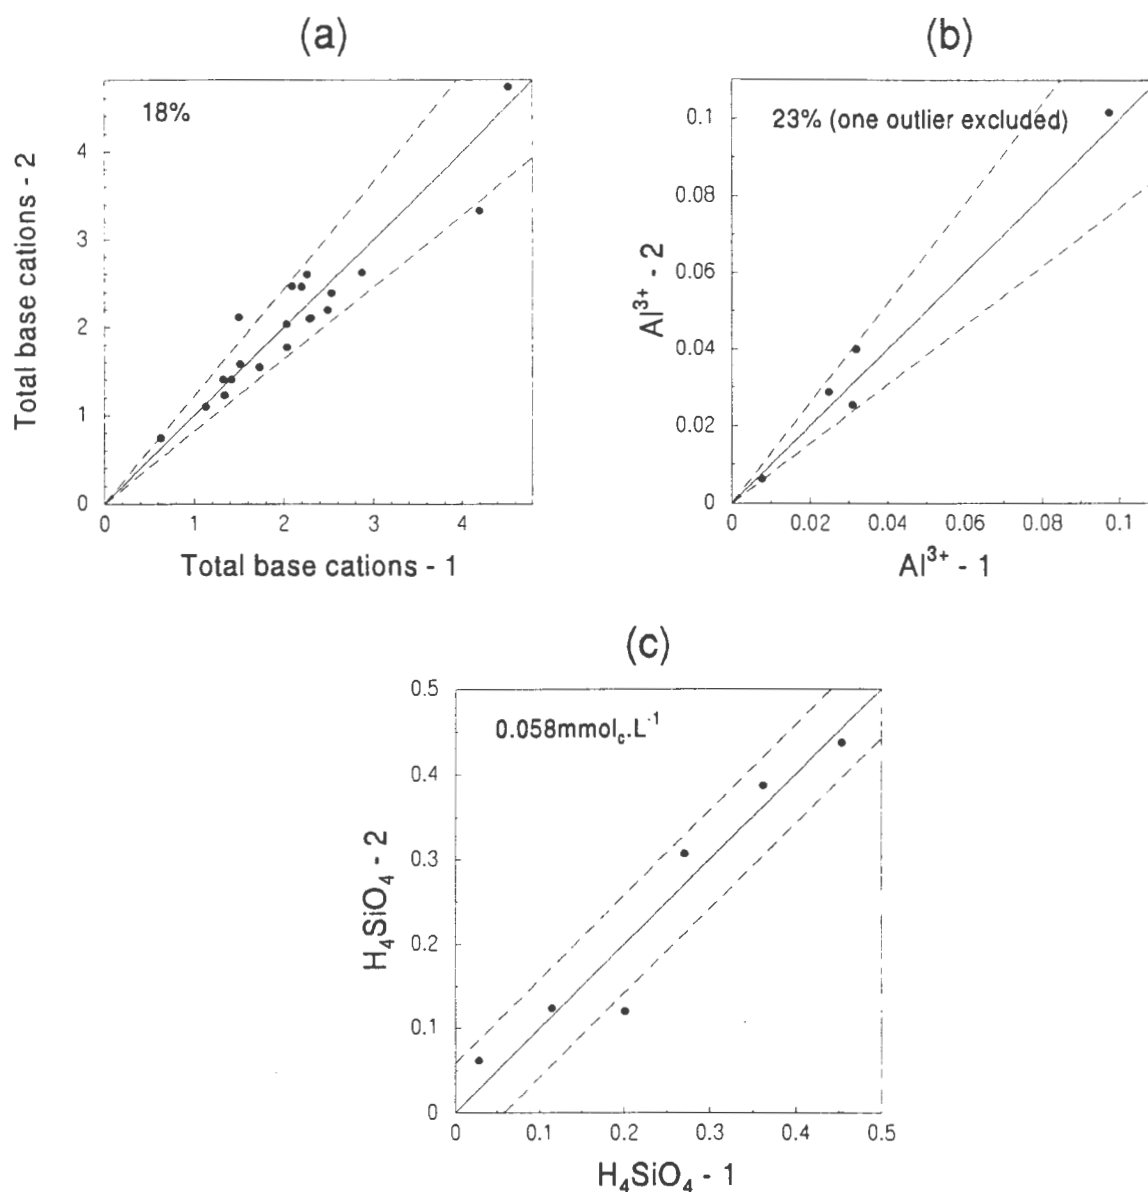 (a)
18%
Total base cations - 2
4
3
2
1
0
0 1 2 3 4
Total base cations - 1
(b)
23% (one outlier excluded)
Al³⁺ - 2
0.1
0.08
0.06
0.04
0.02
0
0 0.02 0.04 0.06 0.08 0.1
Al³⁺ - 1
(c)
0.058mmol꜀.L⁻¹
H₄SiO₄ - 2
0.5
0.4
0.3
0.2
0.1
0
0 0.1 0.2 0.3 0.4 0.5
H₄SiO₄ - 1